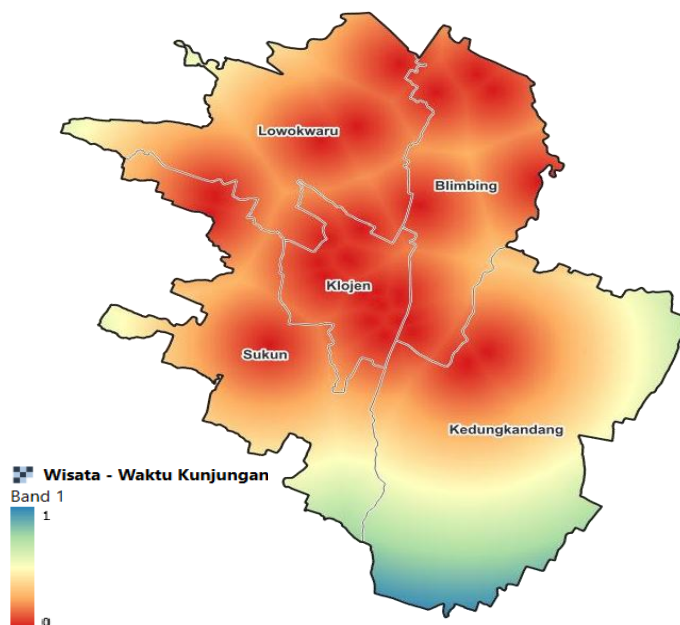 Lowokwaru
Blimbing
Klojen
Sukun
Kedungkandang
Wisata - Waktu Kunjungan
Band 1
1
0